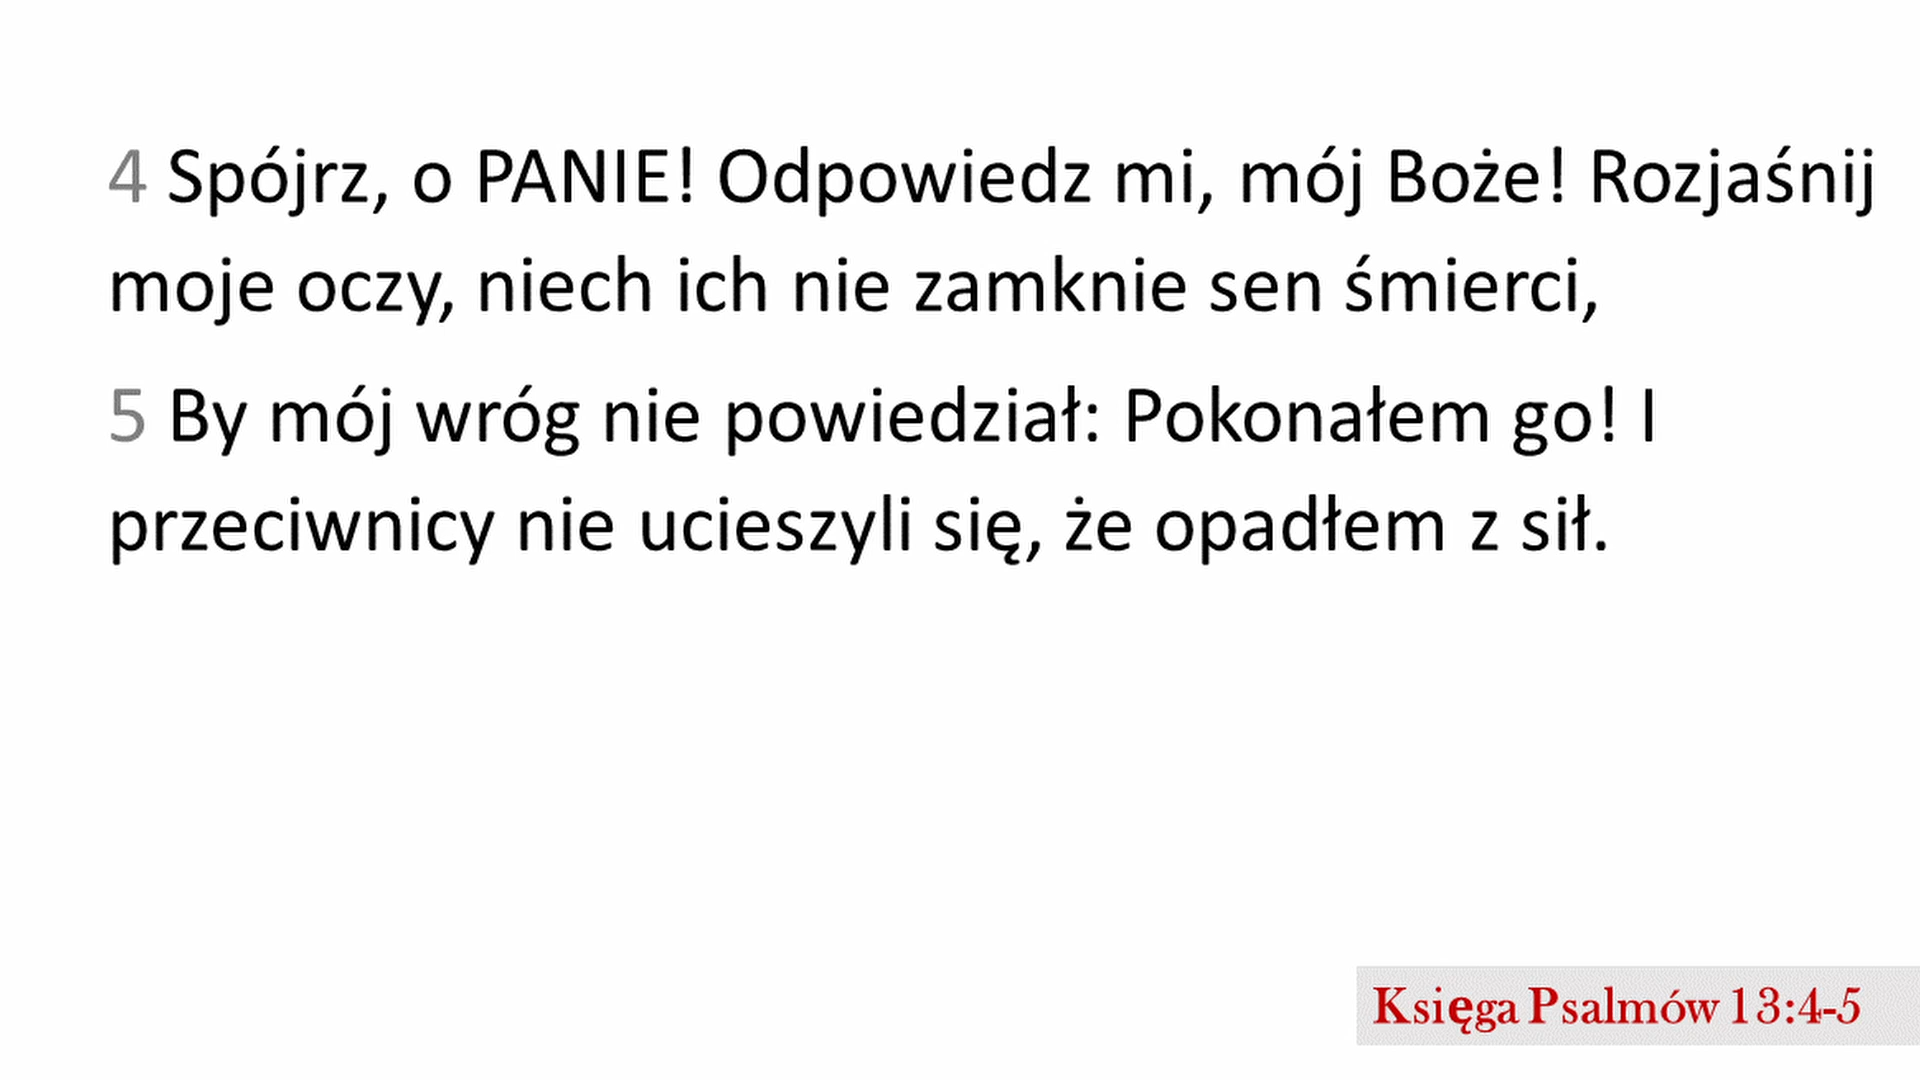 4 Spójrz, o PANIE! Odpowiedz mi, mój Boże! Rozjaśnij
moje oczy, niech ich nie zamknie sen śmierci,
5 By mój wróg nie powiedział: Pokonałem go! I
przeciwnicy nie ucieszyli się, że opadłem z sił.
Księga Psalmów 13:4-5